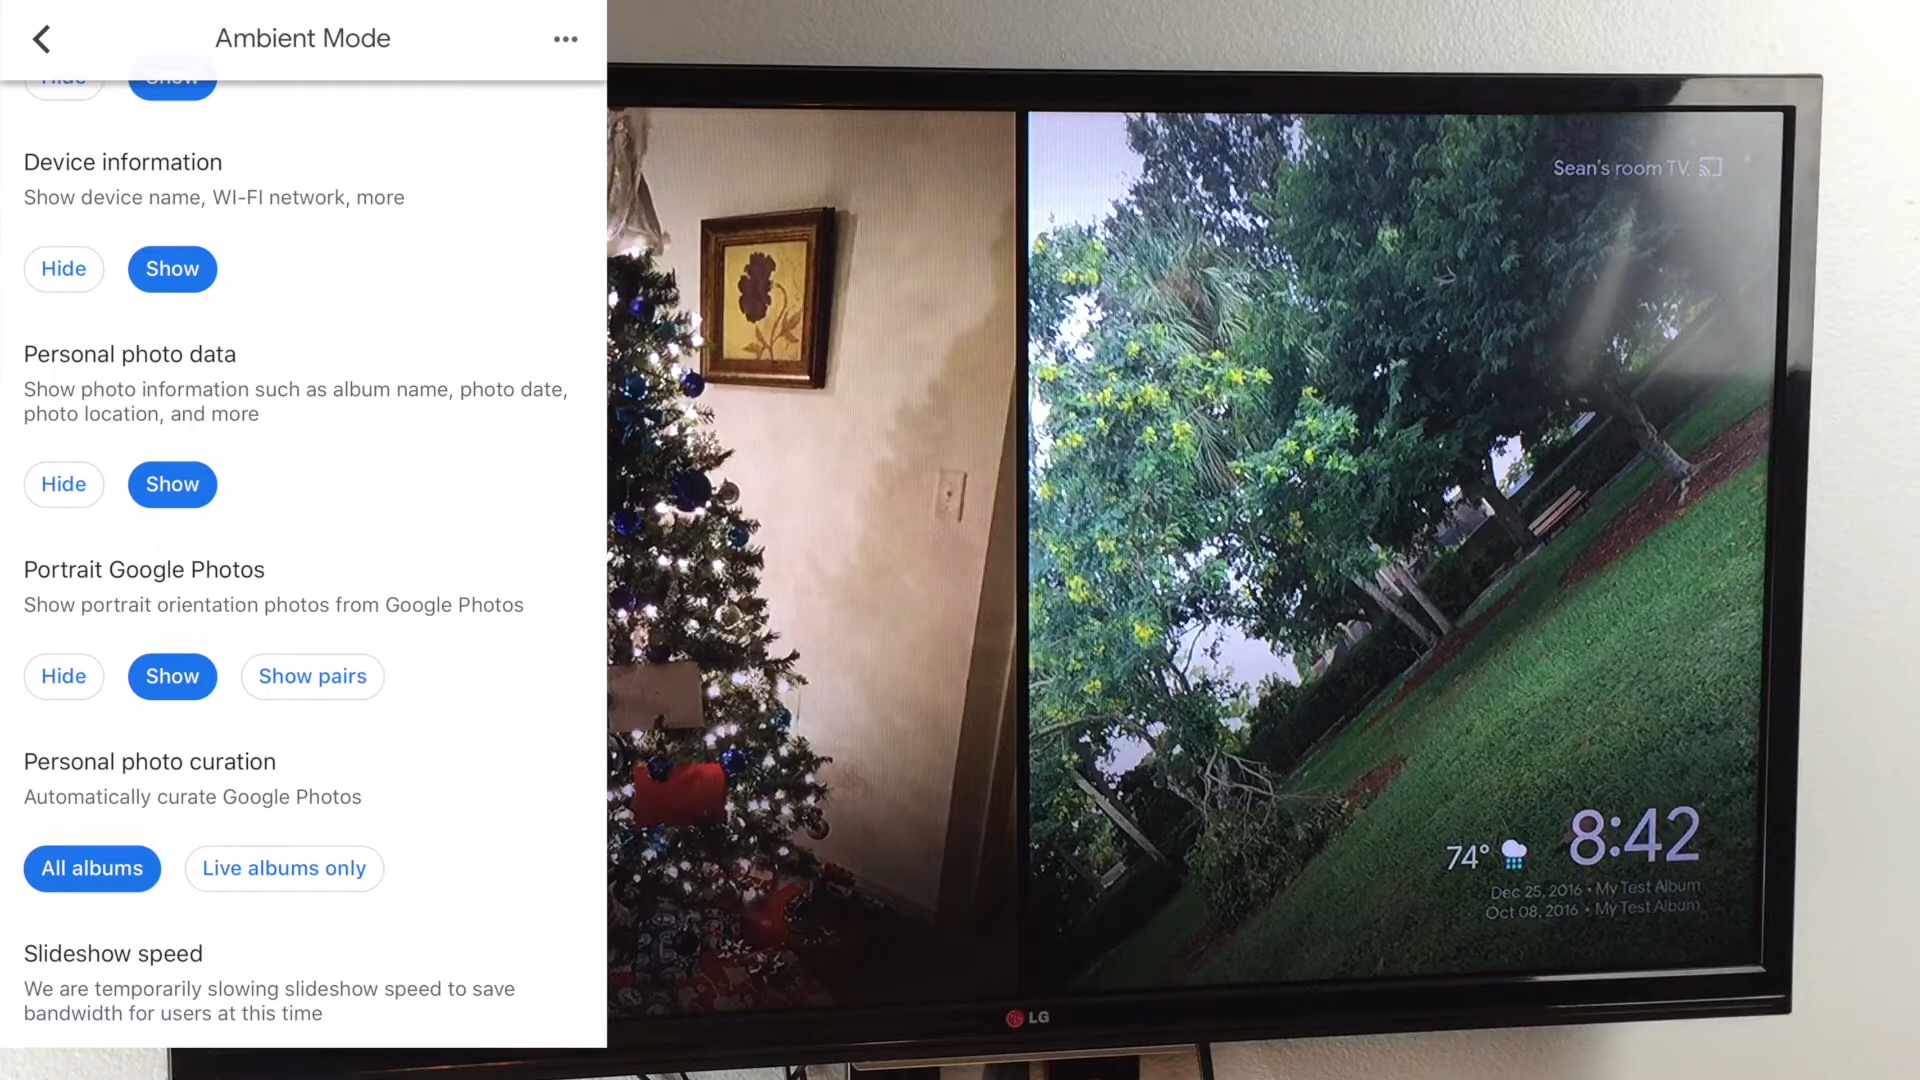 Ambient Mode
Hide Show
Device information
Show device name, WI-FI network, more
Hide Show
Personal photo data
Show photo information such as album name, photo date,
photo location, and more
Hide Show
Portrait Google Photos
Show portrait orientation photos from Google Photos
Hide Show Show pairs
Personal photo curation
Automatically curate Google Photos
All albums Live albums only
Slideshow speed
We are temporarily slowing slideshow speed to save
bandwidth for users at this time
Sean's room TV
74° 8:42
Dec 25, 2016 • My Test Album
Oct 08, 2016 • My Test Album
LG